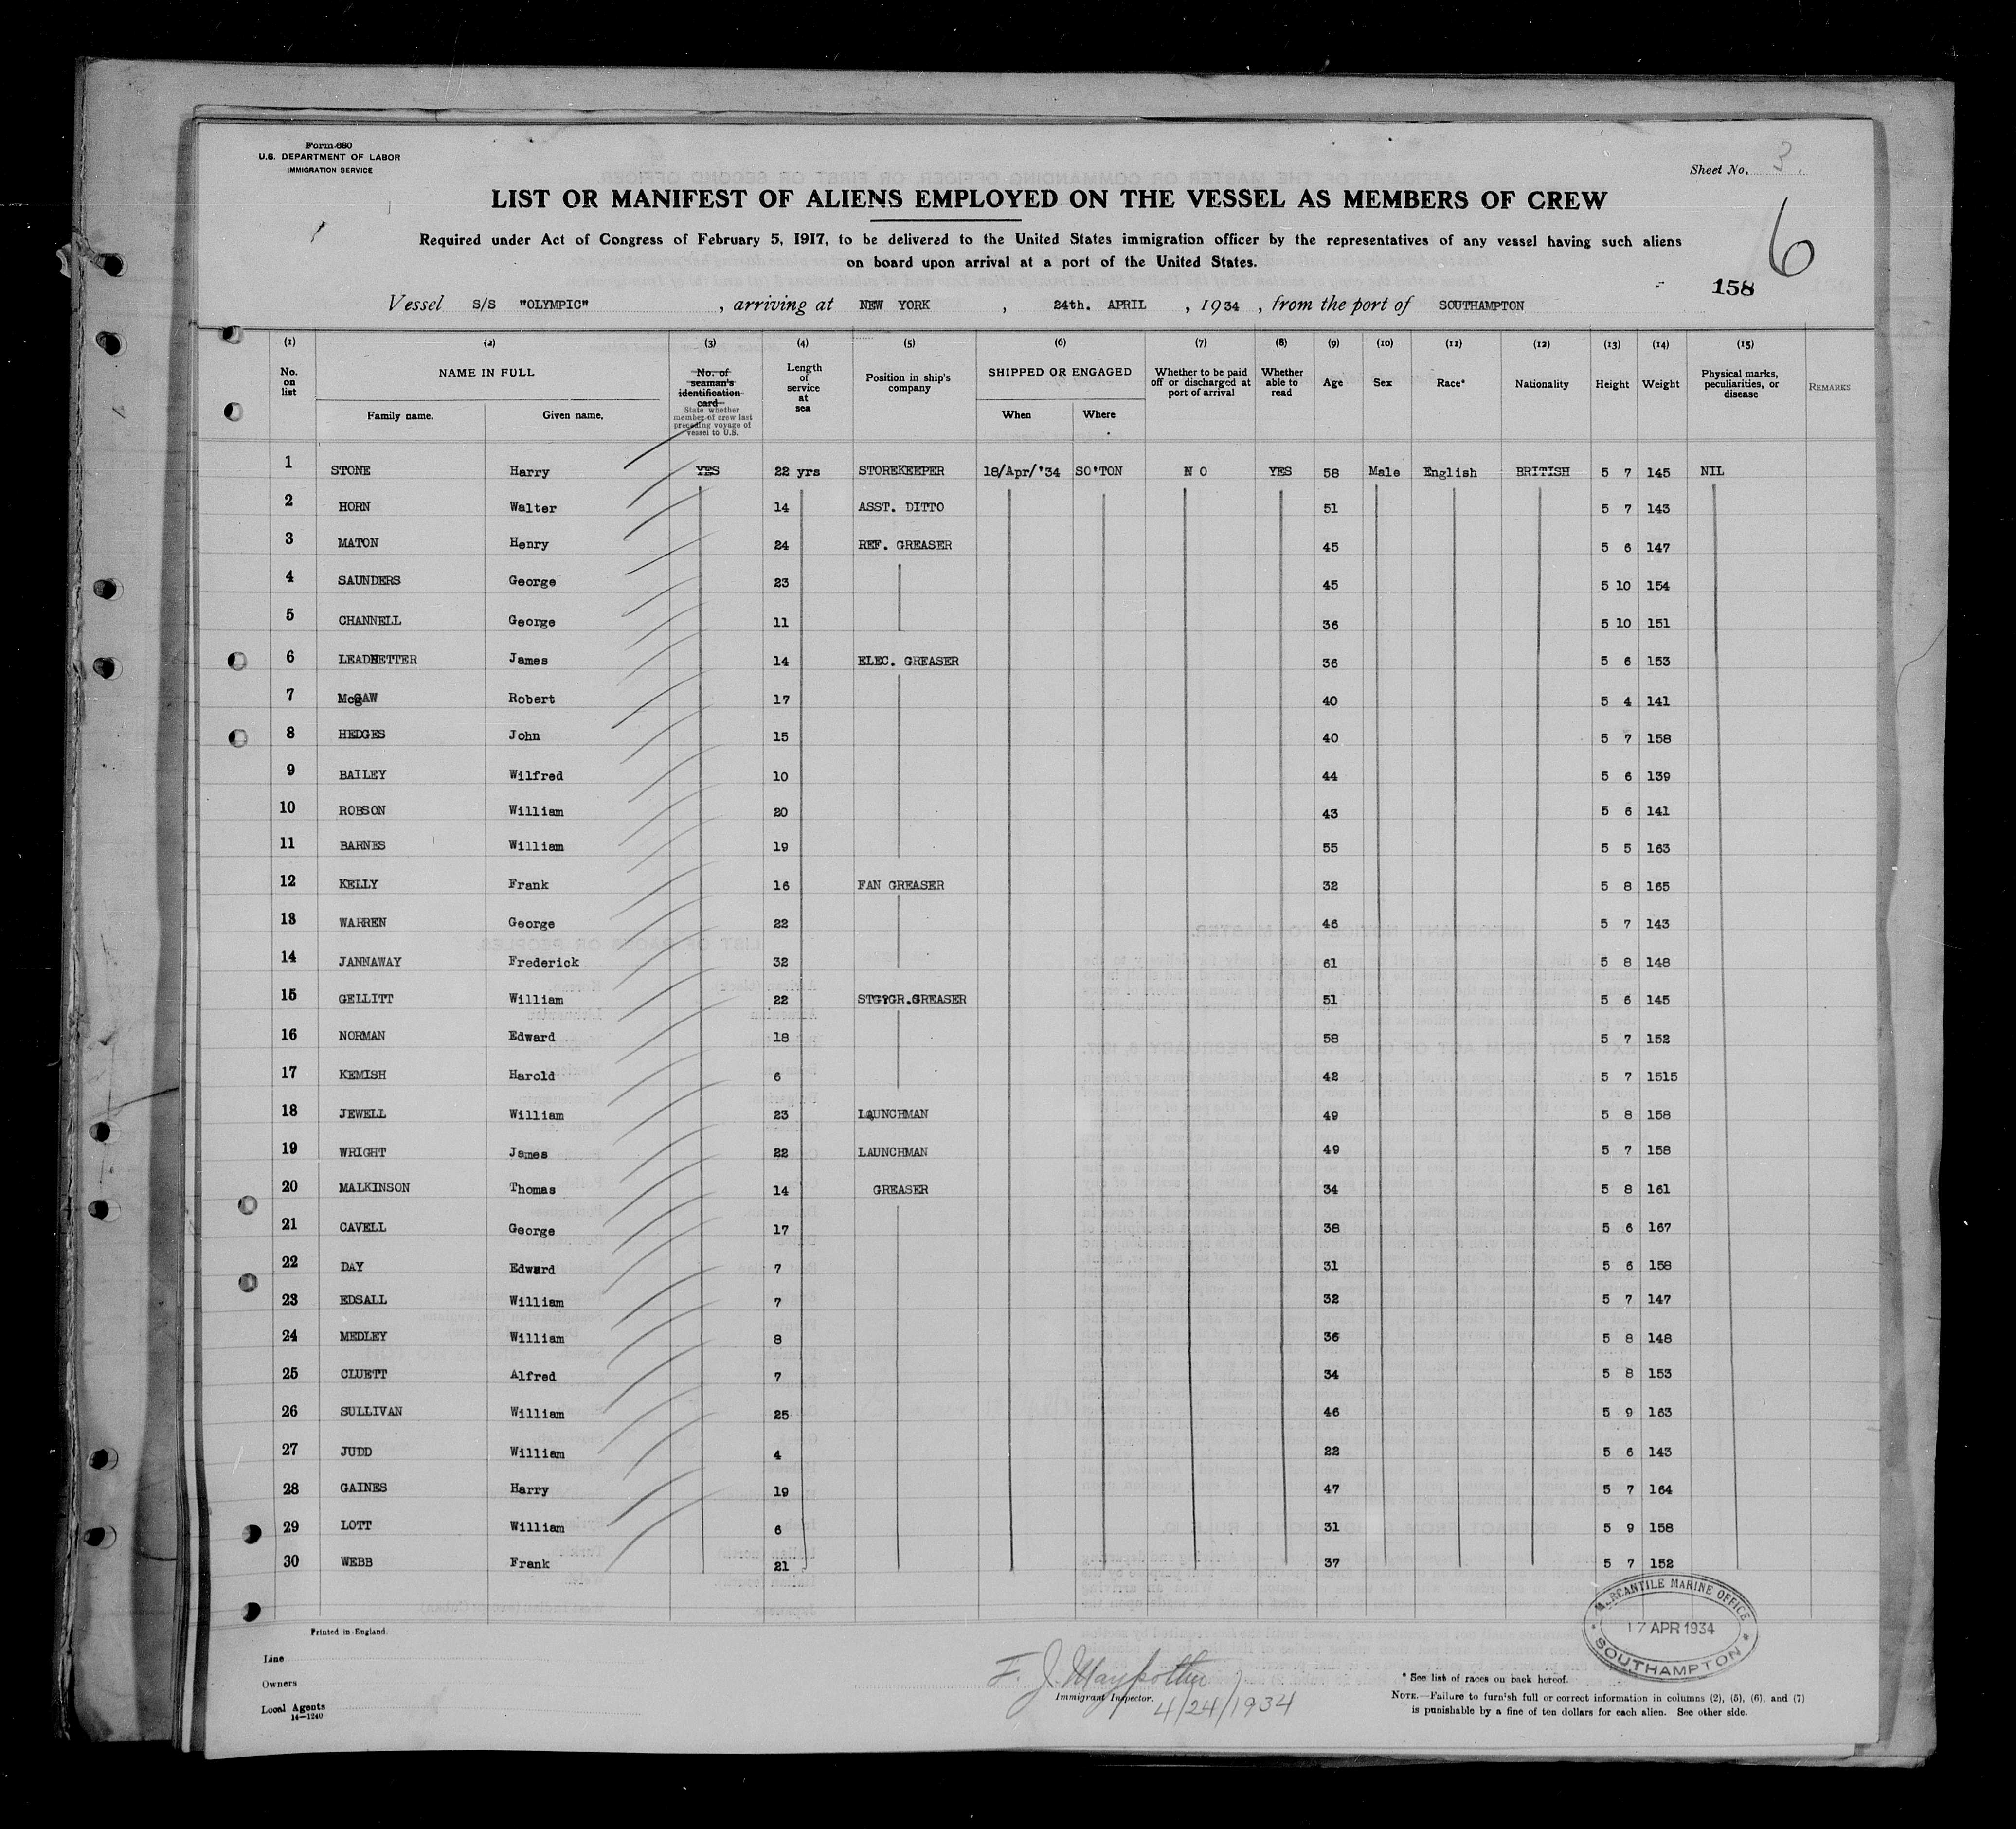 Form 680
U.S. DEPARTMENT OF LABOR
IMMIGRATION SERVICE
Sheet No. 3.
LIST OR MANIFEST OF ALIENS EMPLOYED ON THE VESSEL AS MEMBERS OF CREW
6
Required under Act of Congress of February 5, 1917, to be delivered to the United States immigration officer by the representatives of any vessel having such aliens
on board upon arrival at a port of the United States.
158
Vessel S/S "OLYMPIC", arriving at NEW YORK, 24th. APRIL, 1934, from the port of SOUTHAMPTON
(1) (2) (3) (4) (5) (6) (7) (8) (9) (10) (11) (12) (13) (14) (15)
No. on list
NAME IN FULL
Family name. Given name.
No. of seaman's identification card
State whether member of crew last preceding voyage of vessel to U.S.
Length of service at sea
Position in ship's company
SHIPPED OR ENGAGED
When Where
Whether to be paid off or discharged at port of arrival
Whether able to read
Age
Sex
Race*
Nationality
Height
Weight
Physical marks, peculiarities, or disease
REMARKS
1 STONE Harry YES 22 yrs STOREKEEPER 18/Apr/'34 SO'TON N O YES 58 Male English BRITISH 5 7 145 NIL
2 HORN Walter 14 ASST. DITTO 51 5 7 143
3 MATON Henry 24 REF. GREASER 45 5 6 147
4 SAUNDERS George 23 45 5 10 154
5 CHANNELL George 11 36 5 10 151
6 LEADBETTER James 14 ELEC. GREASER 36 5 6 153
7 McGAW Robert 17 40 5 4 141
8 HEDGES John 15 40 5 7 158
9 BAILEY Wilfred 10 44 5 6 139
10 ROBSON William 20 43 5 6 141
11 BARNES William 19 55 5 5 163
12 KELLY Frank 16 FAN GREASER 32 5 8 165
13 WARREN George 22 46 5 7 143
14 JANNAWAY Frederick 32 61 5 8 148
15 GELLITT William 22 STG?GR.GREASER 51 5 6 145
16 NORMAN Edward 18 58 5 7 152
17 KEMISH Harold 6 42 5 7 1515
18 JEWELL William 23 LAUNCHMAN 49 5 8 158
19 WRIGHT James 22 LAUNCHMAN 49 5 7 158
20 MALKINSON Thomas 14 GREASER 34 5 8 161
21 CAVELL George 17 38 5 6 167
22 DAY Edward 7 31 5 6 158
23 EDSALL William 7 32 5 7 147
24 MEDLEY William 8 36 5 8 148
25 CLUETT Alfred 7 34 5 8 153
26 SULLIVAN William 25 46 5 9 163
27 JUDD William 4 22 5 6 143
28 GAINES Harry 19 47 5 7 164
29 LOTT William 6 31 5 9 158
30 WEBB Frank 21 37 5 7 152
MERCANTILE MARINE OFFICE
17 APR 1934
SOUTHAMPTON
Printed in England.
Line
Owners
Local Agents
14—1240
F. J.
Immigrant Inspector.
4/24/1934
* See list of races on back hereof.
NOTE.—Failure to furnish full or correct information in columns (2), (5), (6), and (7)
is punishable by a fine of ten dollars for each alien. See other side.